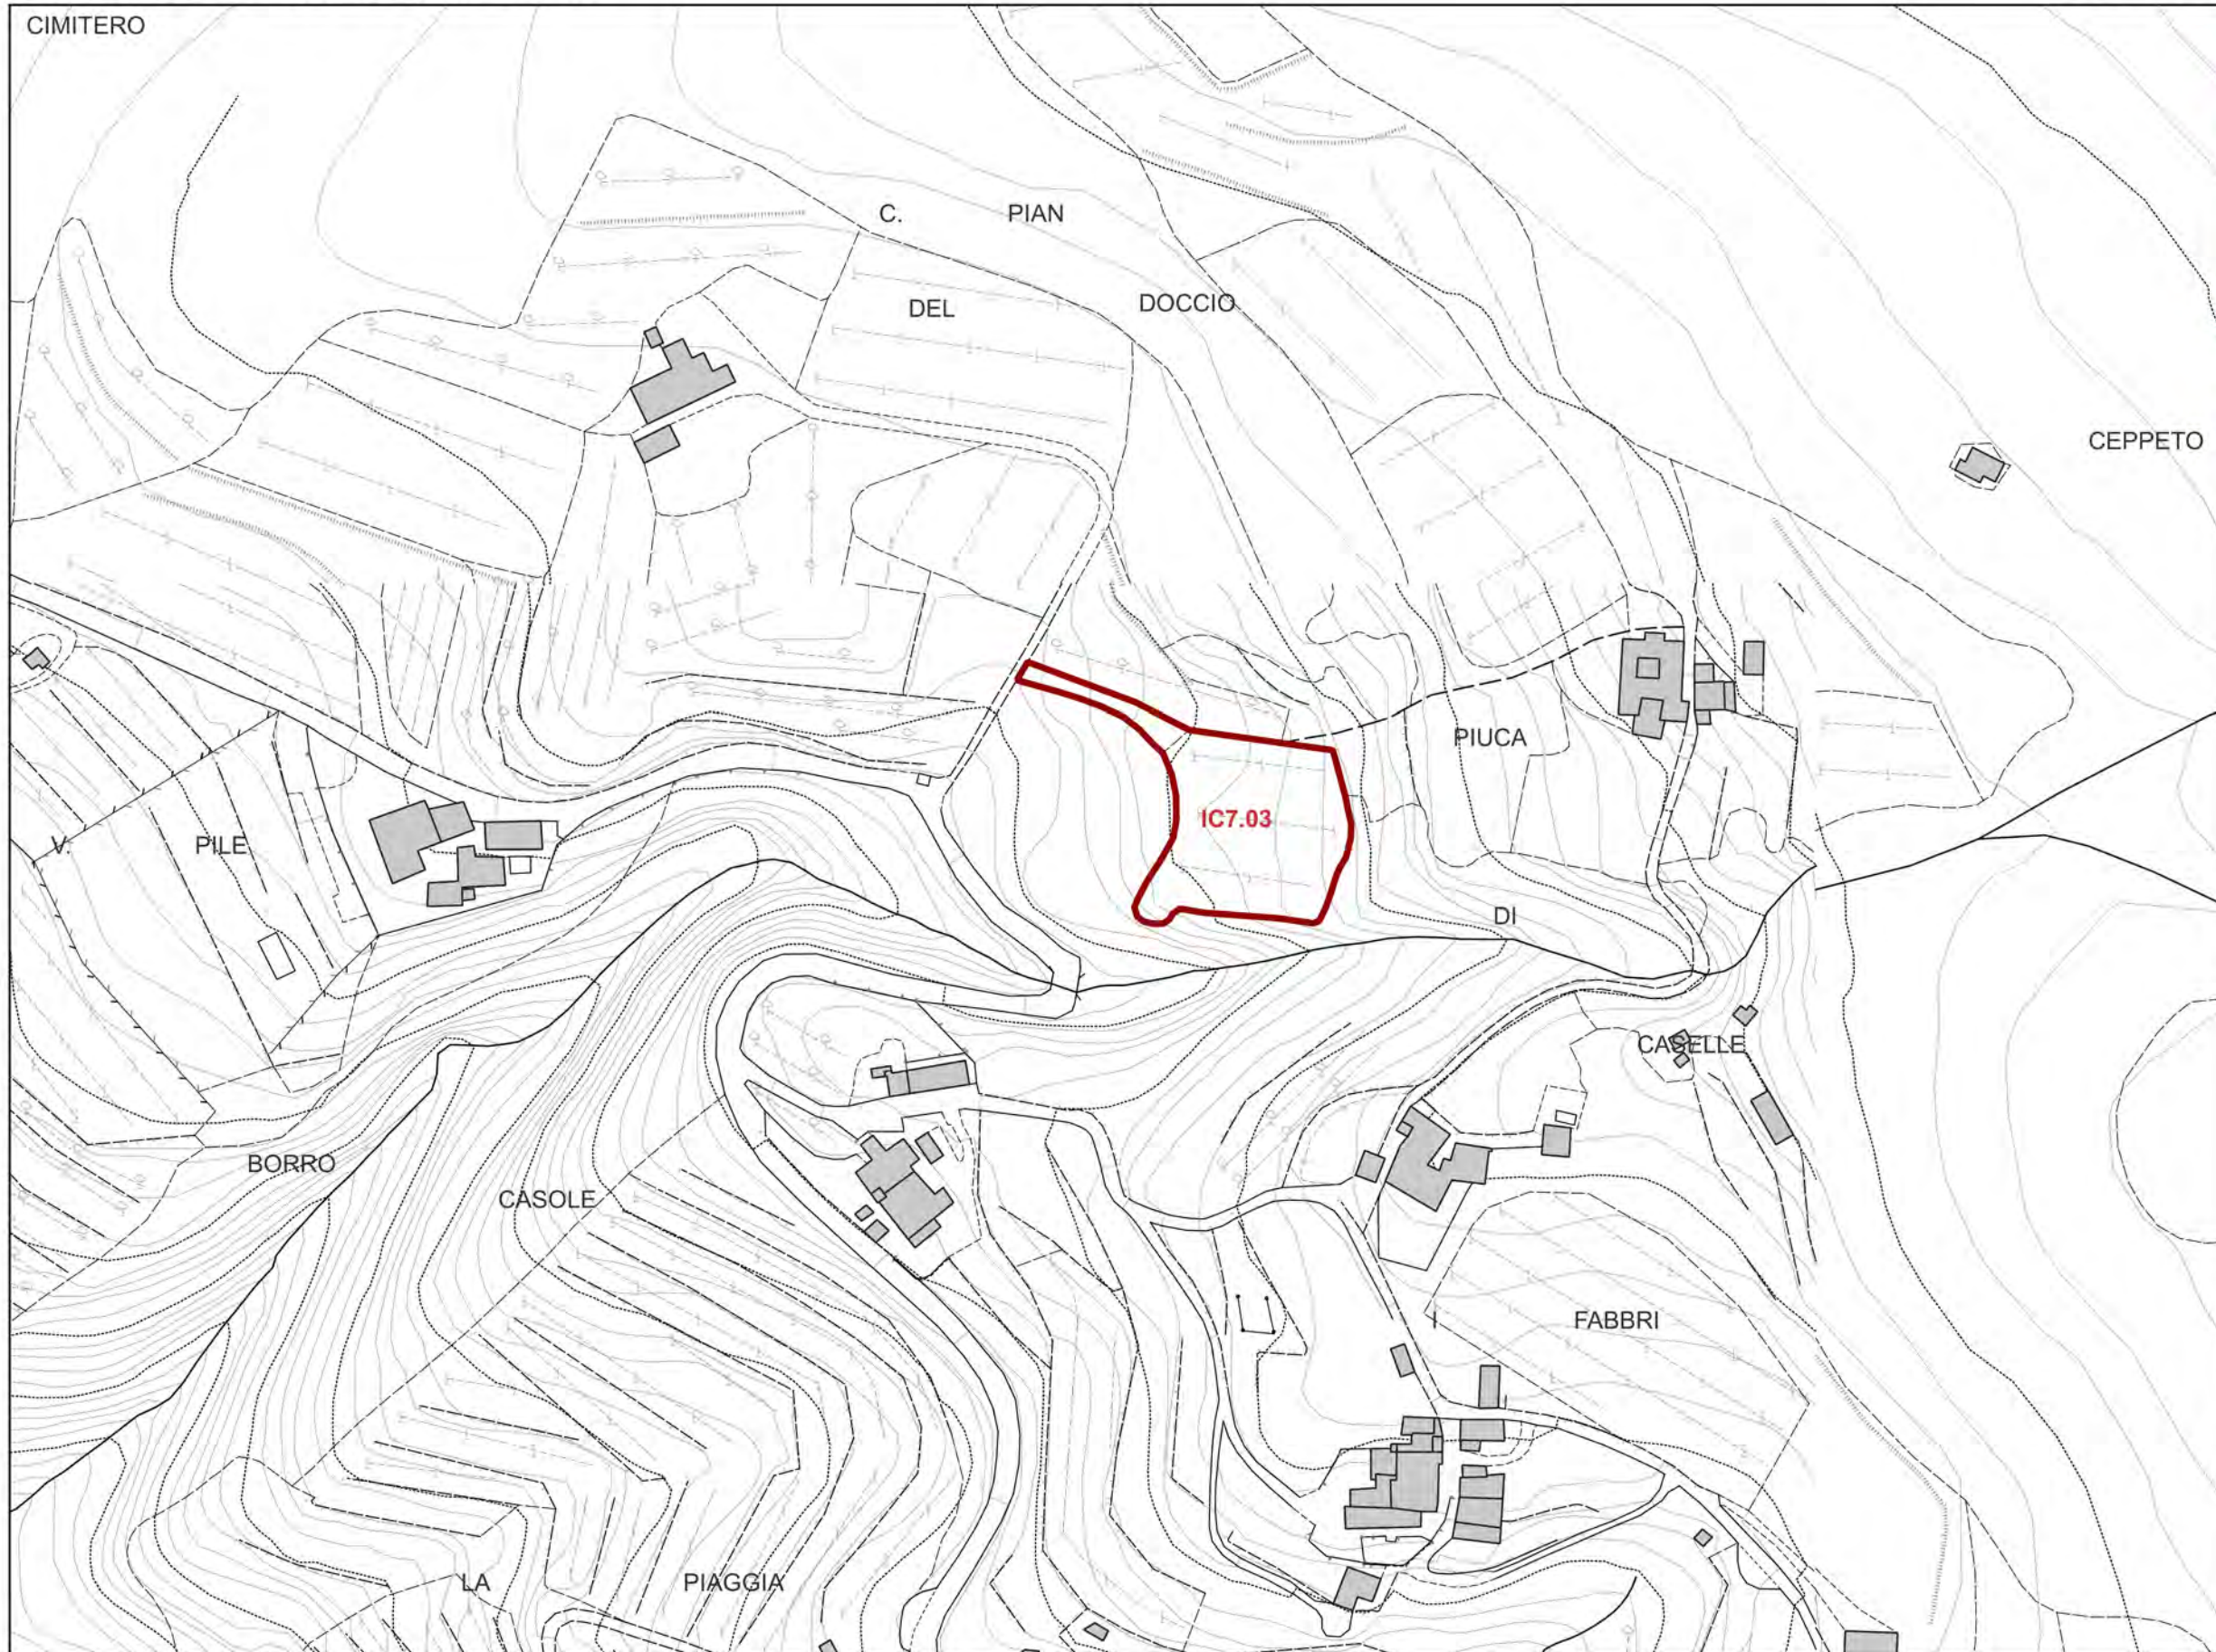 CIMITERO
C. PIAN
DEL DOCCIO
CEPPETO
PIUCA
IC7.03
V. PILE
DI
CASELLE
BORRO
CASOLE
I FABBRI
LA PIAGGIA